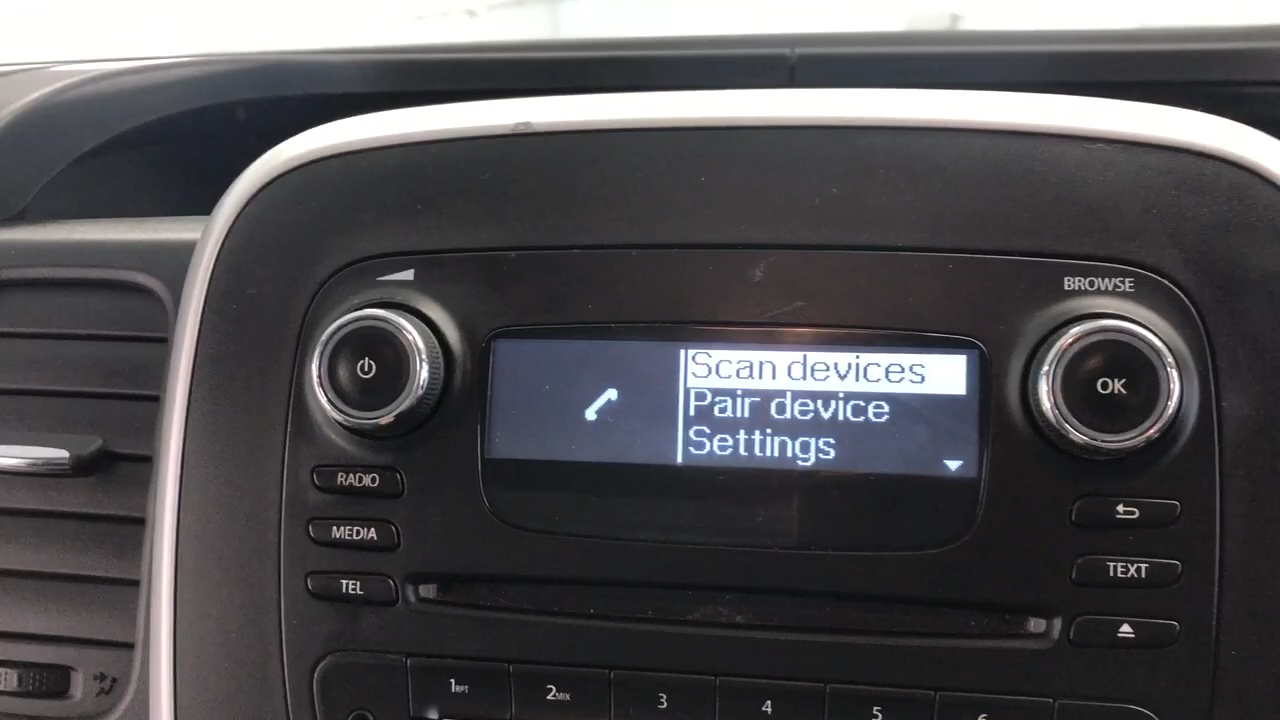 BROWSE
Scan devices
Pair device
Settings
OK
RADIO
MEDIA
TEXT
TEL
1RPT
2MIX
3
4
5
6